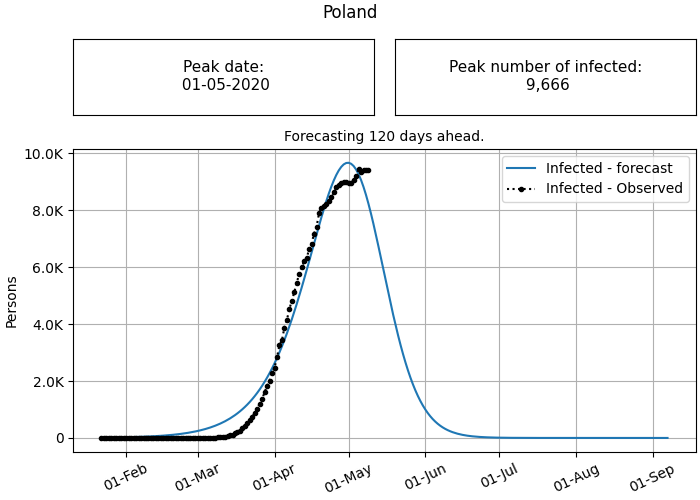 Poland
Peak date:
01-05-2020
Peak number of infected:
9,666
Forecasting 120 days ahead.
10.0K
8.0K
6.0K
4.0K
2.0K
0
Persons
Infected - forecast
Infected - Observed
01-Feb
01-Mar
01-Apr
01-May
01-Jun
01-Jul
01-Aug
01-Sep